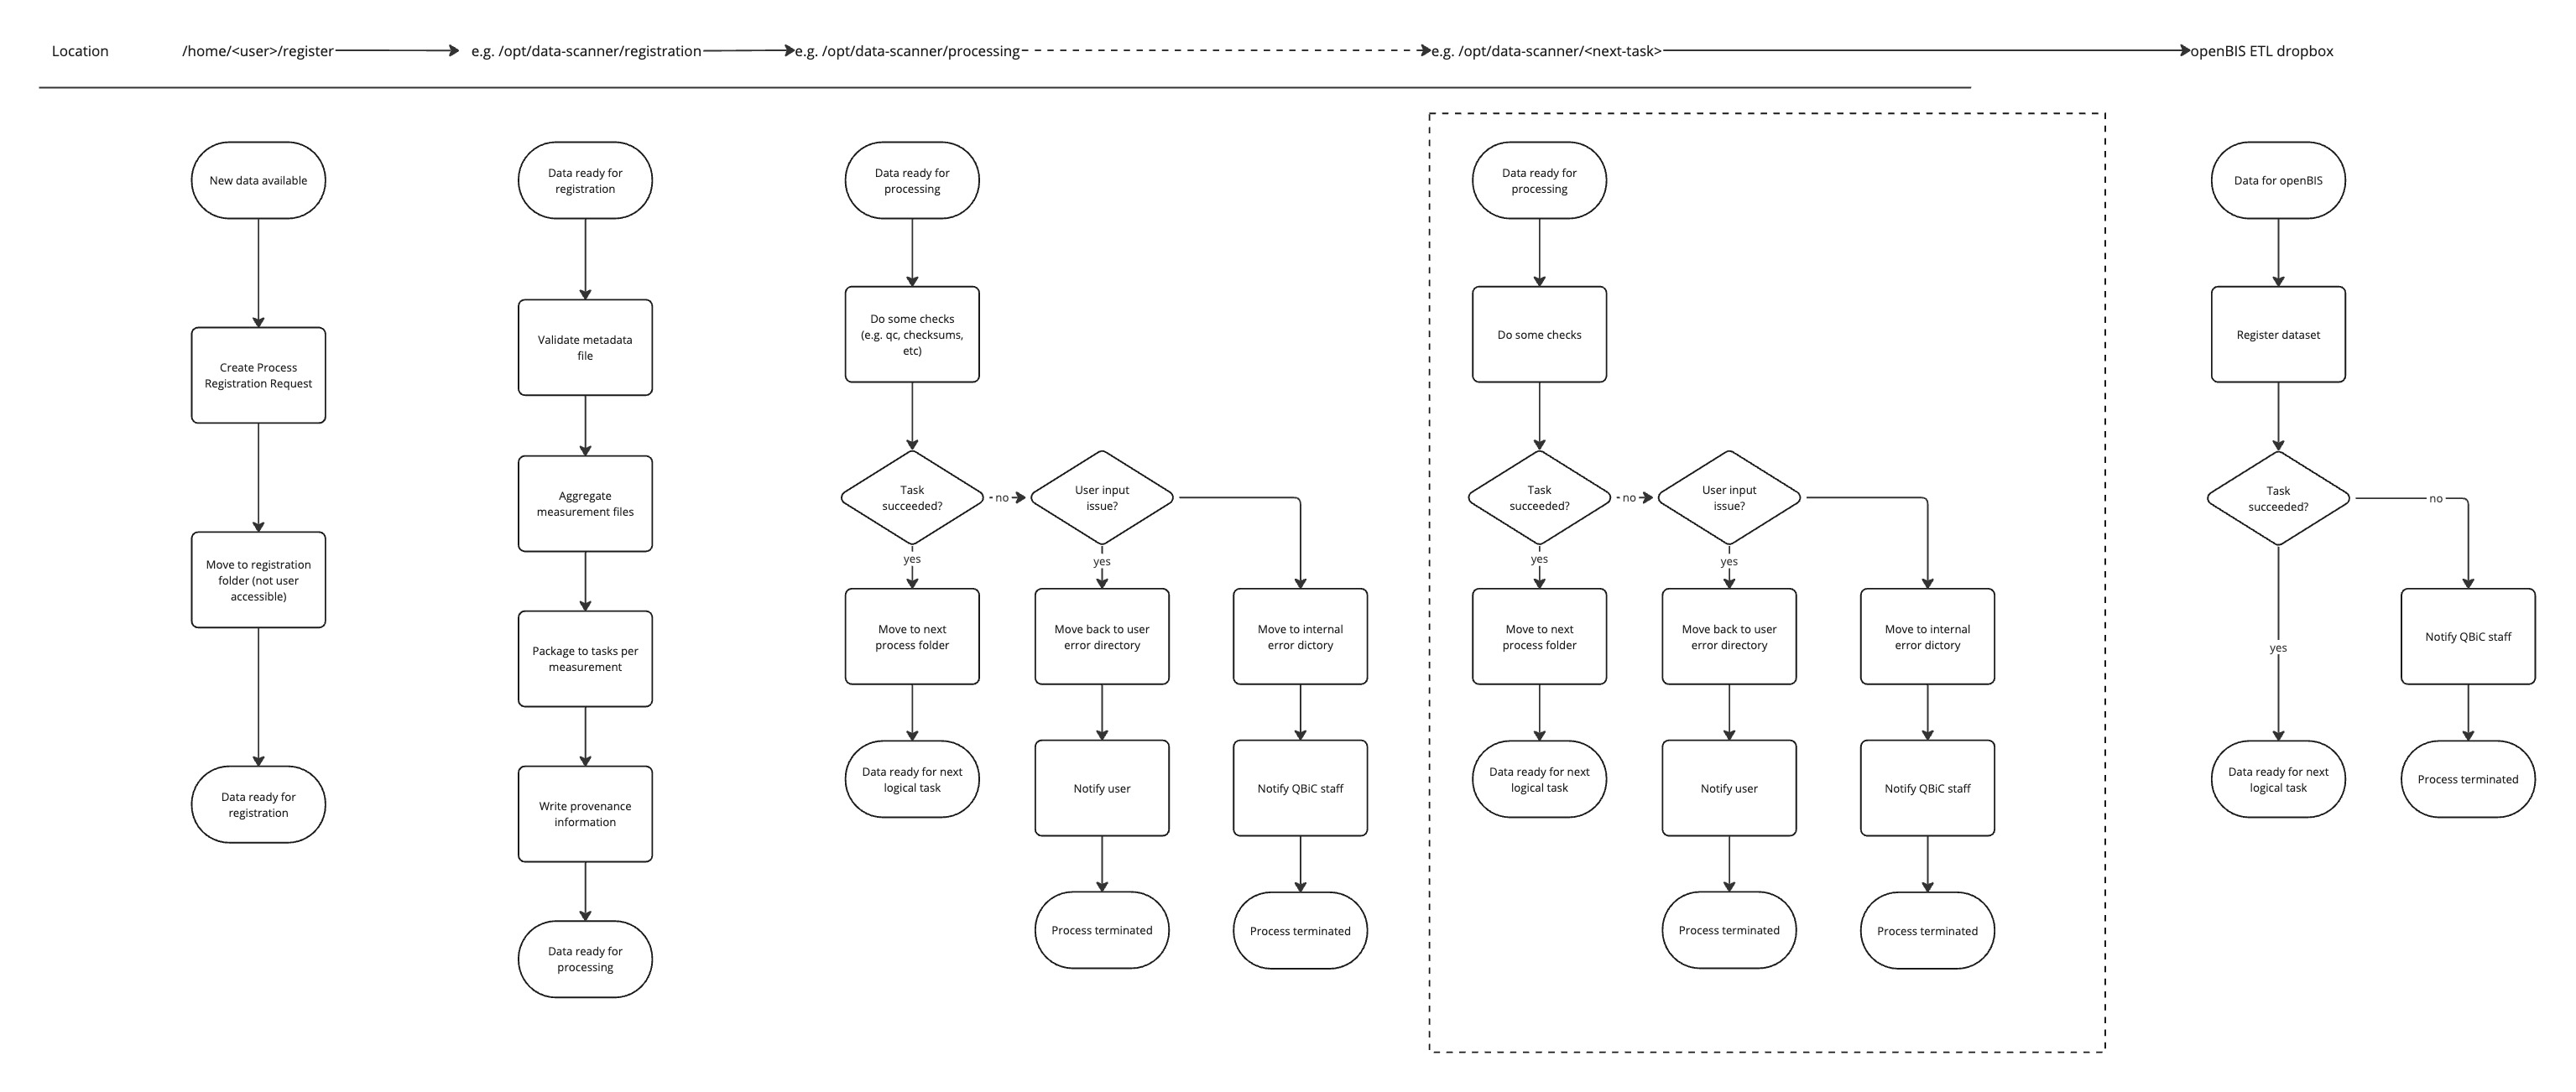 Location
/home/<user>/register
e.g. /opt/data-scanner/registration
e.g. /opt/data-scanner/processing
e.g. /opt/data-scanner/<next-task>
openBIS ETL dropbox
New data available
Create Process
Registration Request
Move to registration
folder (not user
accessible)
Data ready for
registration
Data ready for
registration
Validate metadata
file
Aggregate
measurement files
Package to tasks per
measurement
Write provenance
information
Data ready for
processing
Data ready for
processing
Do some checks
(e.g. qc, checksums,
etc)
Task
succeeded?
no
User input
issue?
yes
yes
Move to next
process folder
Move back to user
error directory
Move to internal
error dictory
Data ready for next
logical task
Notify user
Notify QBiC staff
Process terminated
Process terminated
Data ready for
processing
Do some checks
Task
succeeded?
no
User input
issue?
yes
yes
Move to next
process folder
Move back to user
error directory
Move to internal
error dictory
Data ready for next
logical task
Notify user
Notify QBiC staff
Process terminated
Process terminated
Data for openBIS
Register dataset
Task
succeeded?
no
yes
Notify QBiC staff
Data ready for next
logical task
Process terminated